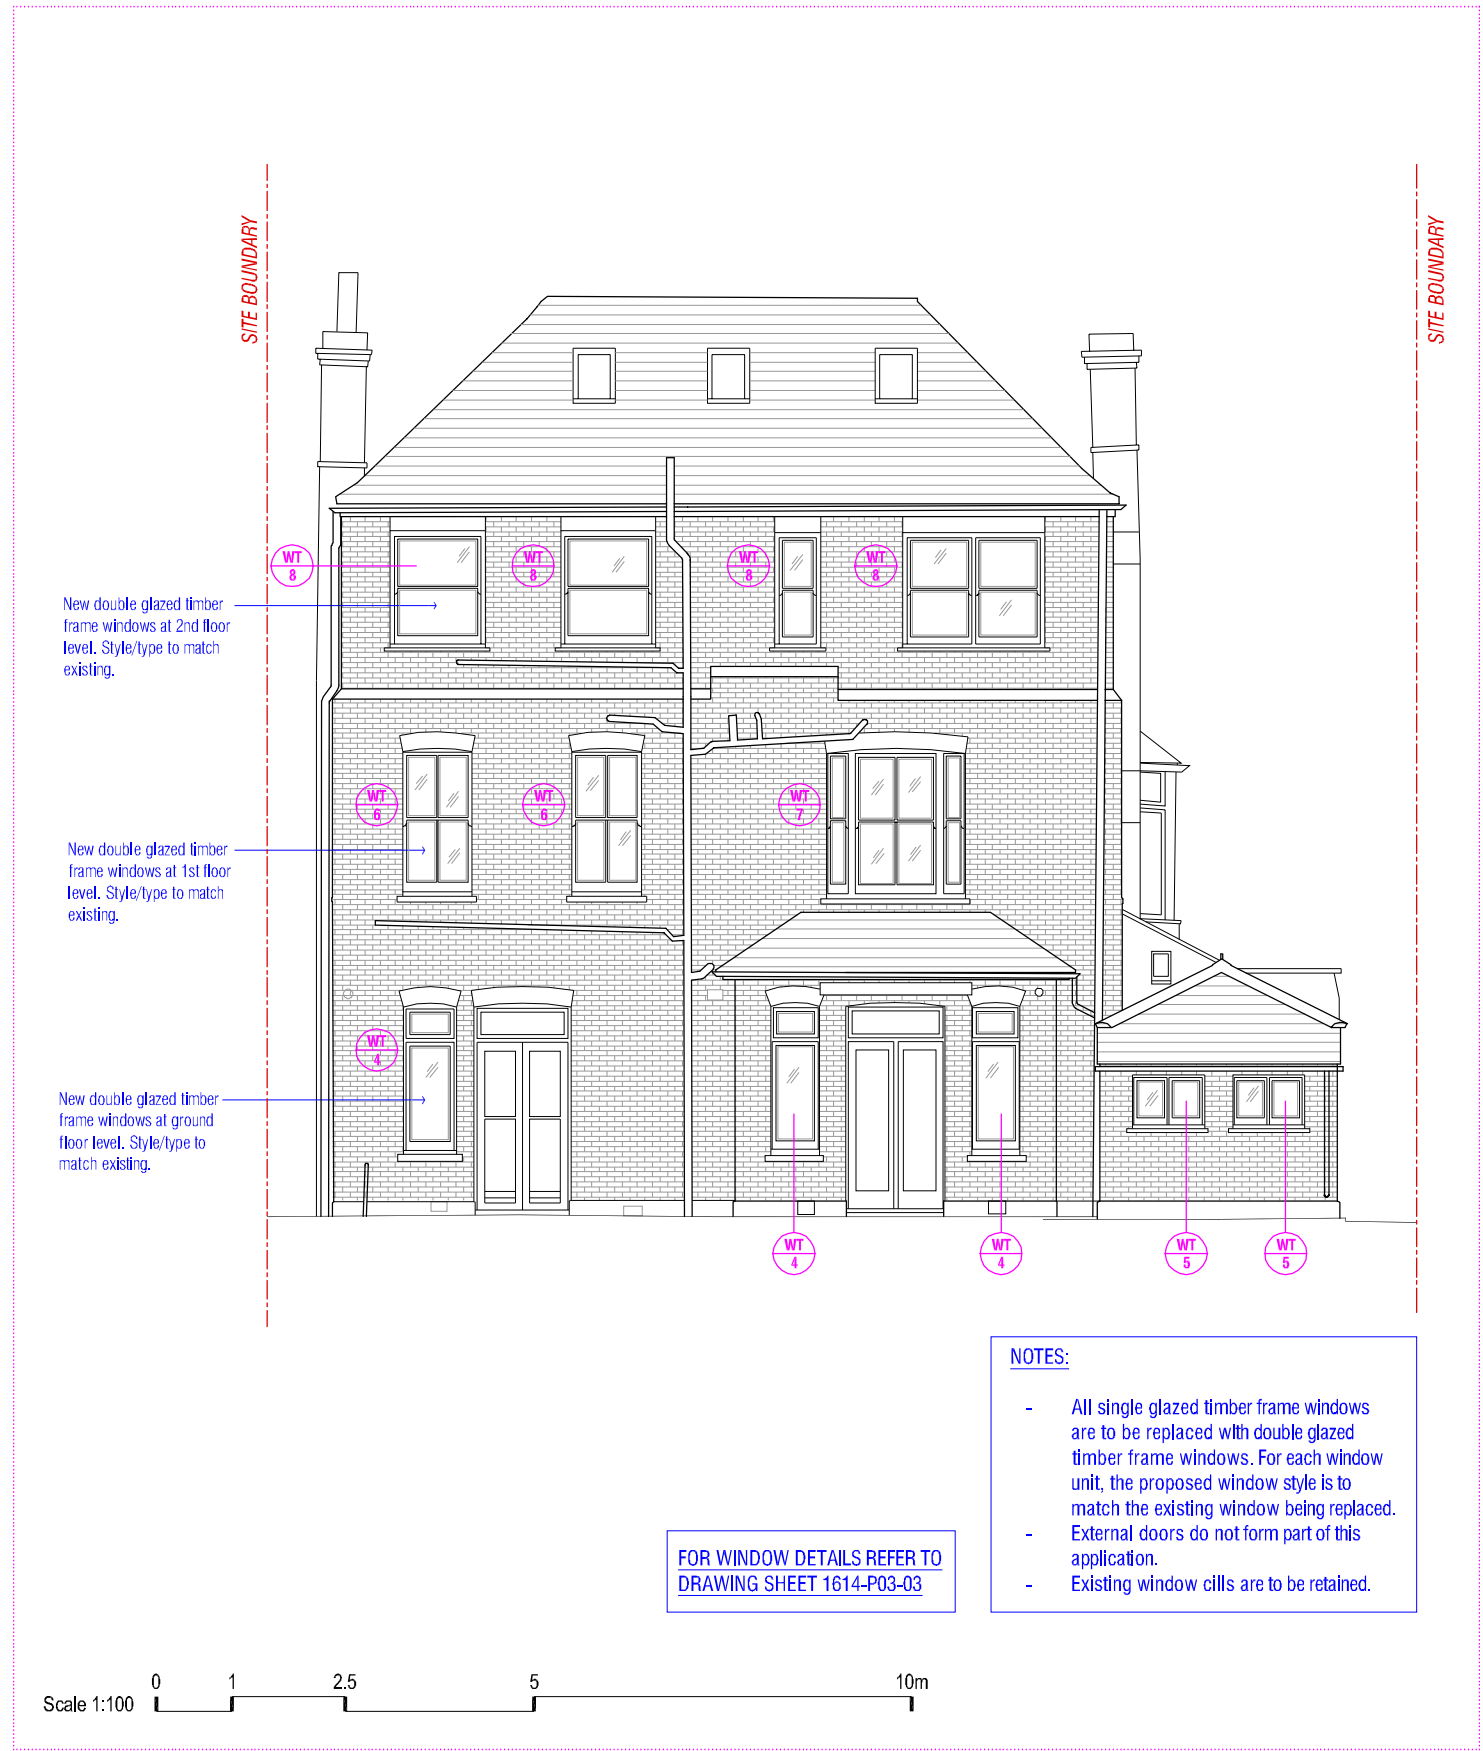 SITE BOUNDARY
SITE BOUNDARY
WT
8
WT
8
WT
8
WT
8
New double glazed timber
frame windows at 2nd floor
level. Style/type to match
existing.
WT
6
WT
6
WT
7
New double glazed timber
frame windows at 1st floor
level. Style/type to match
existing.
WT
4
New double glazed timber
frame windows at ground
floor level. Style/type to
match existing.
WT
4
WT
4
WT
5
WT
5
NOTES:
- All single glazed timber frame windows
are to be replaced with double glazed
timber frame windows. For each window
unit, the proposed window style is to
match the existing window being replaced.
- External doors do not form part of this
application.
- Existing window cills are to be retained.
FOR WINDOW DETAILS REFER TO
DRAWING SHEET 1614-P03-03
Scale 1:100
0 1 2.5 5 10m